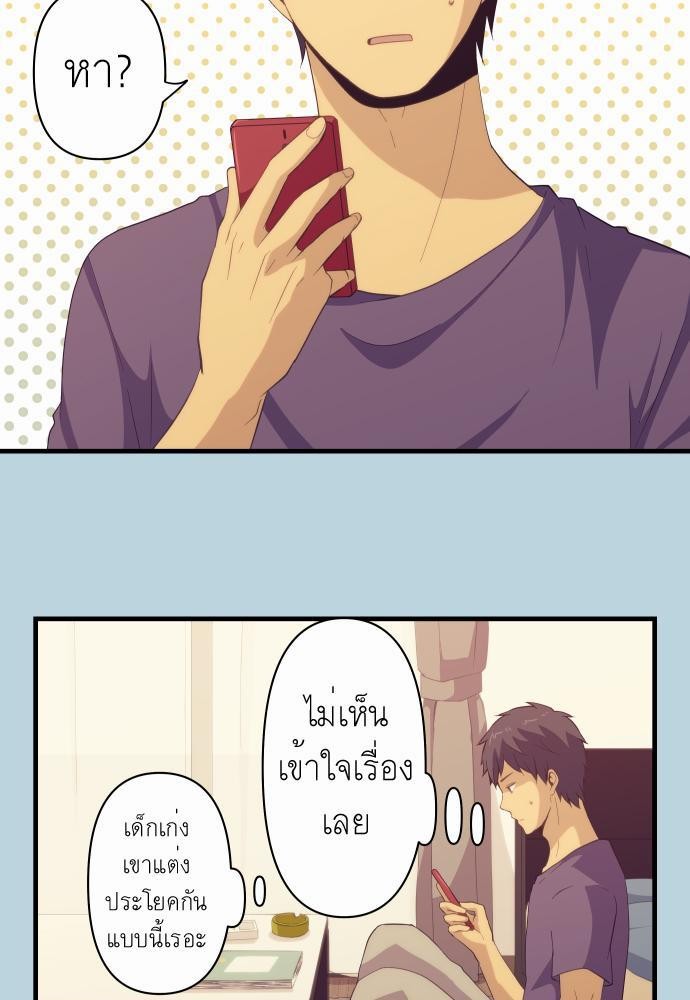 หา?
ไม่เห็น
เข้าใจเรื่อง
เลย
เด็กเก่ง
เขาแต่ง
ประโยคกัน
แบบนี้เรอะ